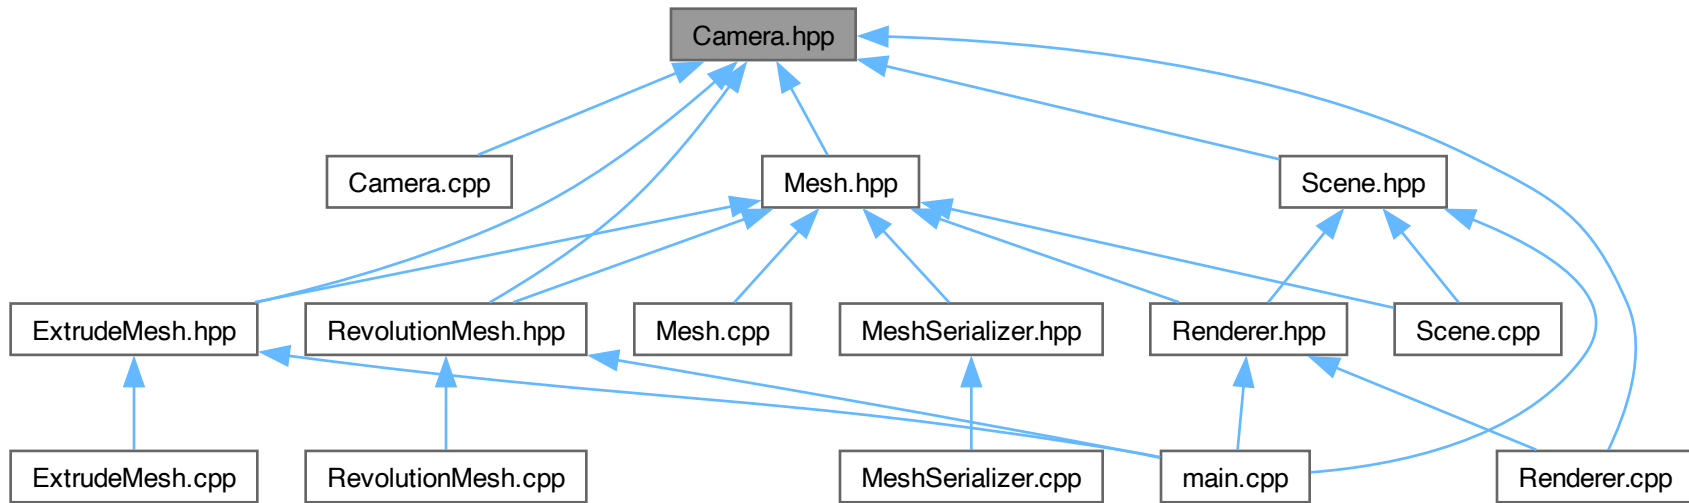 Camera.hpp
Camera.cpp
Mesh.hpp
Scene.hpp
ExtrudeMesh.hpp
RevolutionMesh.hpp
Mesh.cpp
MeshSerializer.hpp
Renderer.hpp
Scene.cpp
ExtrudeMesh.cpp
RevolutionMesh.cpp
MeshSerializer.cpp
main.cpp
Renderer.cpp